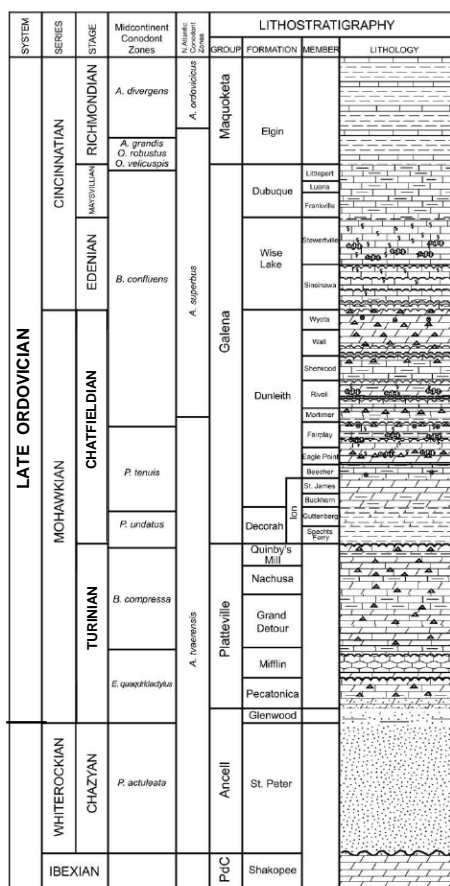 SYSTEM
SERIES
STAGE
Midcontinent
Conodont
Zones
N. Atlantic
Conodont
Zones
LITHOSTRATIGRAPHY
GROUP
FORMATION
MEMBER
LITHOLOGY
LATE ORDOVICIAN
CINCINNATIAN
MOHAWKIAN
WHITEROCKIAN
IBEXIAN
RICHMONDIAN
MAYSVILLIAN
EDENIAN
CHATFIELDIAN
TURINIAN
CHAZYAN
A. divergens
A. grandis
O. robustus
O. velicuspis
B. confluens
P. tenuis
P. undatus
B. compressa
E. quaqdridactylus
P. actuleata
A. ordovicicus
A. superbus
A. tvaerensis
Maquoketa
Galena
Platteville
Ancell
PdC
Elgin
Dubuque
Wise
Lake
Dunleith
Ion
Decorah
Quinby's
Mill
Nachusa
Grand
Detour
Mifflin
Pecatonica
Glenwood
St. Peter
Shakopee
Littleport
Luana
Frankville
Stewertville
Sinsinawa
Wyota
Wall
Sherwood
Rivoli
Mortimer
Fairplay
Eagle Point
Beecher
St. James
Buckhorn
Guttenberg
Spechts
Ferry